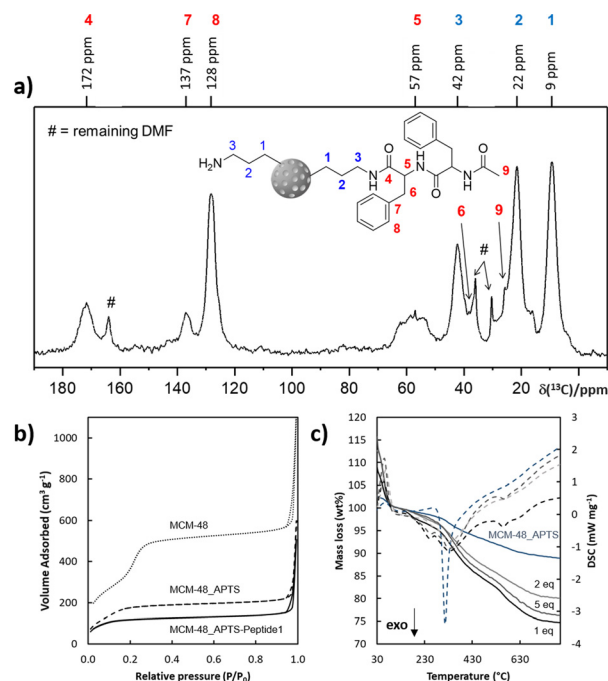 4 7 8 5 3 2 1
172 ppm 137 ppm 128 ppm 57 ppm 42 ppm 22 ppm 9 ppm
a)
# = remaining DMF
3 1 H₂N 2
1 3 2 N H O 4 5 H N O 6 7 8 N H O 9
#
6 # 9
180 160 140 120 100 80 60 40 20 δ(¹³C)/ppm
b)
Volume Adsorbed (cm³ g⁻¹)
1000
800
600
400
200
0
MCM-48
MCM-48_APTS
MCM-48_APTS-Peptide1
0.0 0.2 0.4 0.6 0.8 1.0
Relative pressure (P/P₀)
c)
Mass loss (wt%)
120
115
110
105
100
95
90
85
80
75
MCM-48_APTS
2 eq
5 eq
1 eq
exo
3
2
1
0
-1
-2
-3
-4
DSC (mW mg⁻¹)
30 230 430 630
Temperature (°C)